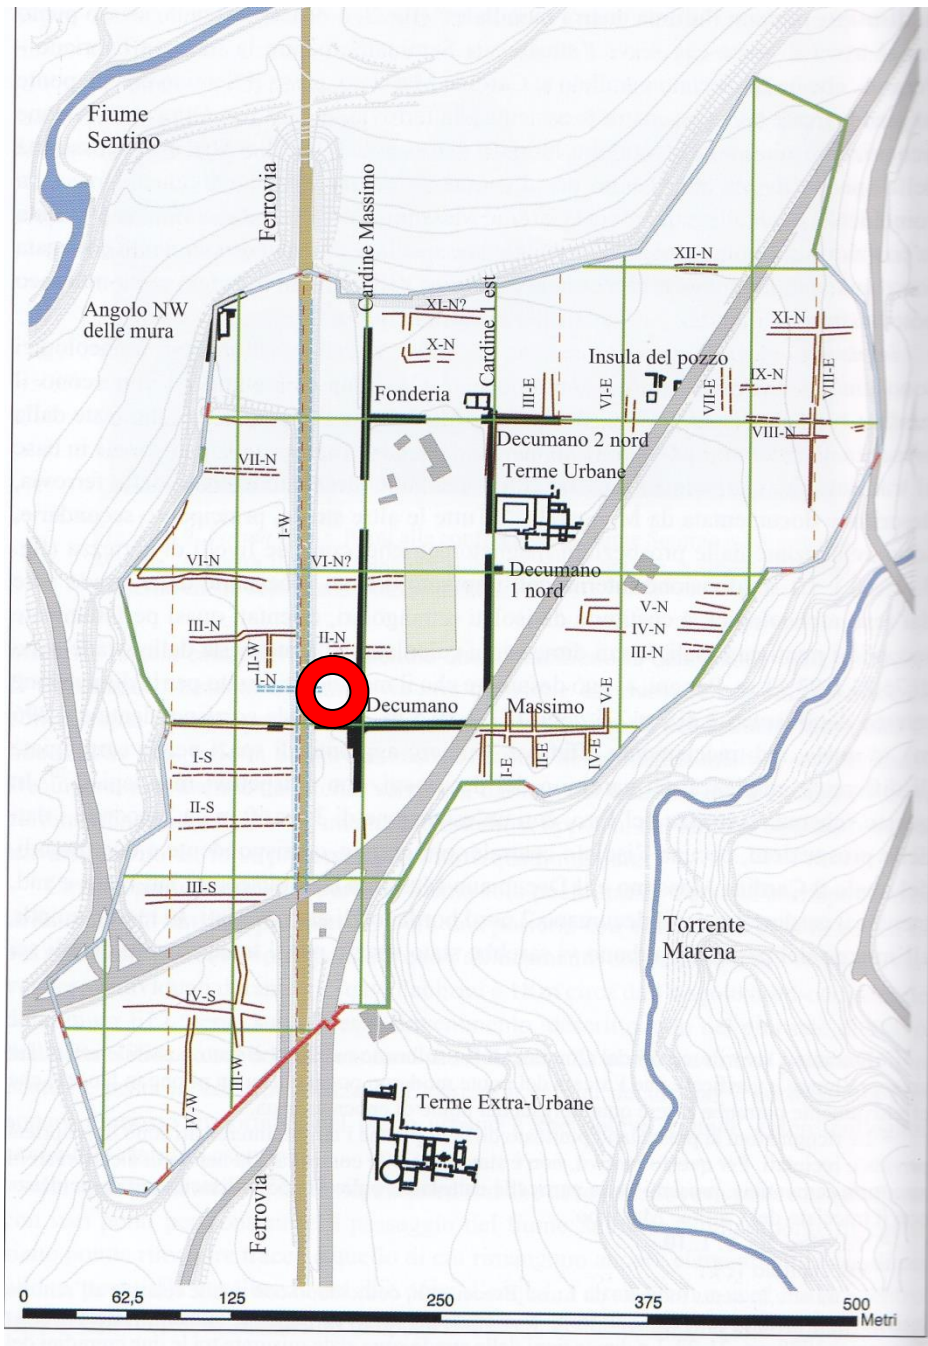 Fiume
Sentino
Ferrovia
Cardine Massimo
XII-N
Angolo NW
delle mura
XI-N?
Cardine 1 est
XI-N
X-N
Insula del pozzo
Fonderia
III-E
VI-E
VII-E
IX-N
VIII-E
Decumano 2 nord
VIII-N
VII-N
Terme Urbane
I-W
VI-N
VI-N?
Decumano
1 nord
V-N
III-N
II-N
IV-N
II-W
III-N
I-N
Decumano
Massimo
V-E
I-E
II-E
IV-E
I-S
II-S
III-S
Torrente
Marena
IV-S
III-W
IV-W
Terme Extra-Urbane
Ferrovia
0
62,5
125
250
375
500
Metri